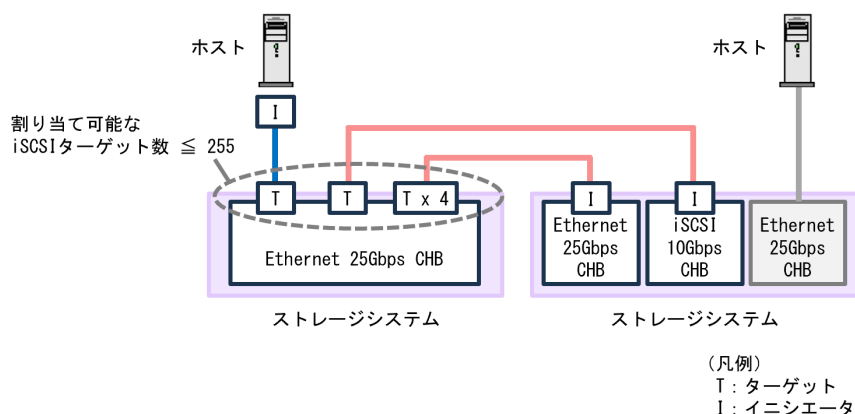 ホスト
ホスト
I
割り当て可能な
iSCSIターゲット数 ≦ 255
T
T
T x 4
I
I
Ethernet 25Gbps CHB
Ethernet
25Gbps
CHB
iSCSI
10Gbps
CHB
Ethernet
25Gbps
CHB
ストレージシステム
ストレージシステム
(凡例)
T：ターゲット
I：イニシエータ